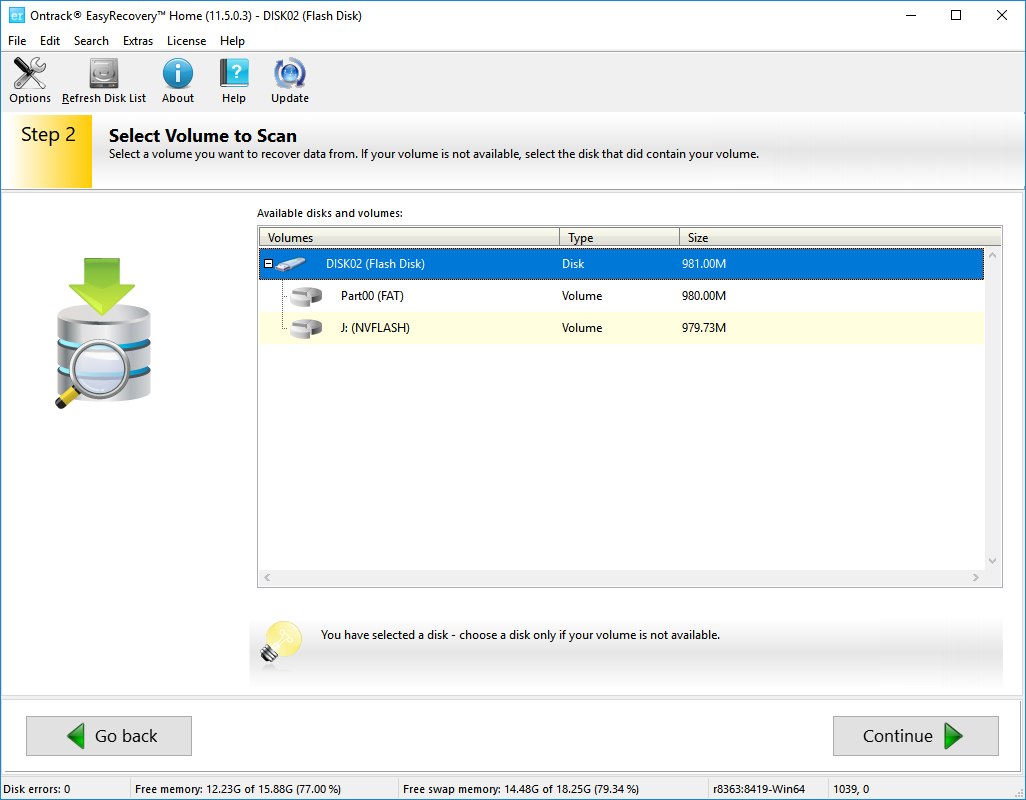 er Ontrack® EasyRecovery™ Home (11.5.0.3) - DISK02 (Flash Disk)
File Edit Search Extras License Help
Options Refresh Disk List About Help Update
Step 2
Select Volume to Scan
Select a volume you want to recover data from. If your volume is not available, select the disk that did contain your volume.
Available disks and volumes:
Volumes Type Size
DISK02 (Flash Disk) Disk 981.00M
Part00 (FAT) Volume 980.00M
J: (NVFLASH) Volume 979.73M
You have selected a disk - choose a disk only if your volume is not available.
Go back Continue
Disk errors: 0 Free memory: 12.23G of 15.88G (77.00 %) Free swap memory: 14.48G of 18.25G (79.34 %) r8363:8419-Win64 1039, 0